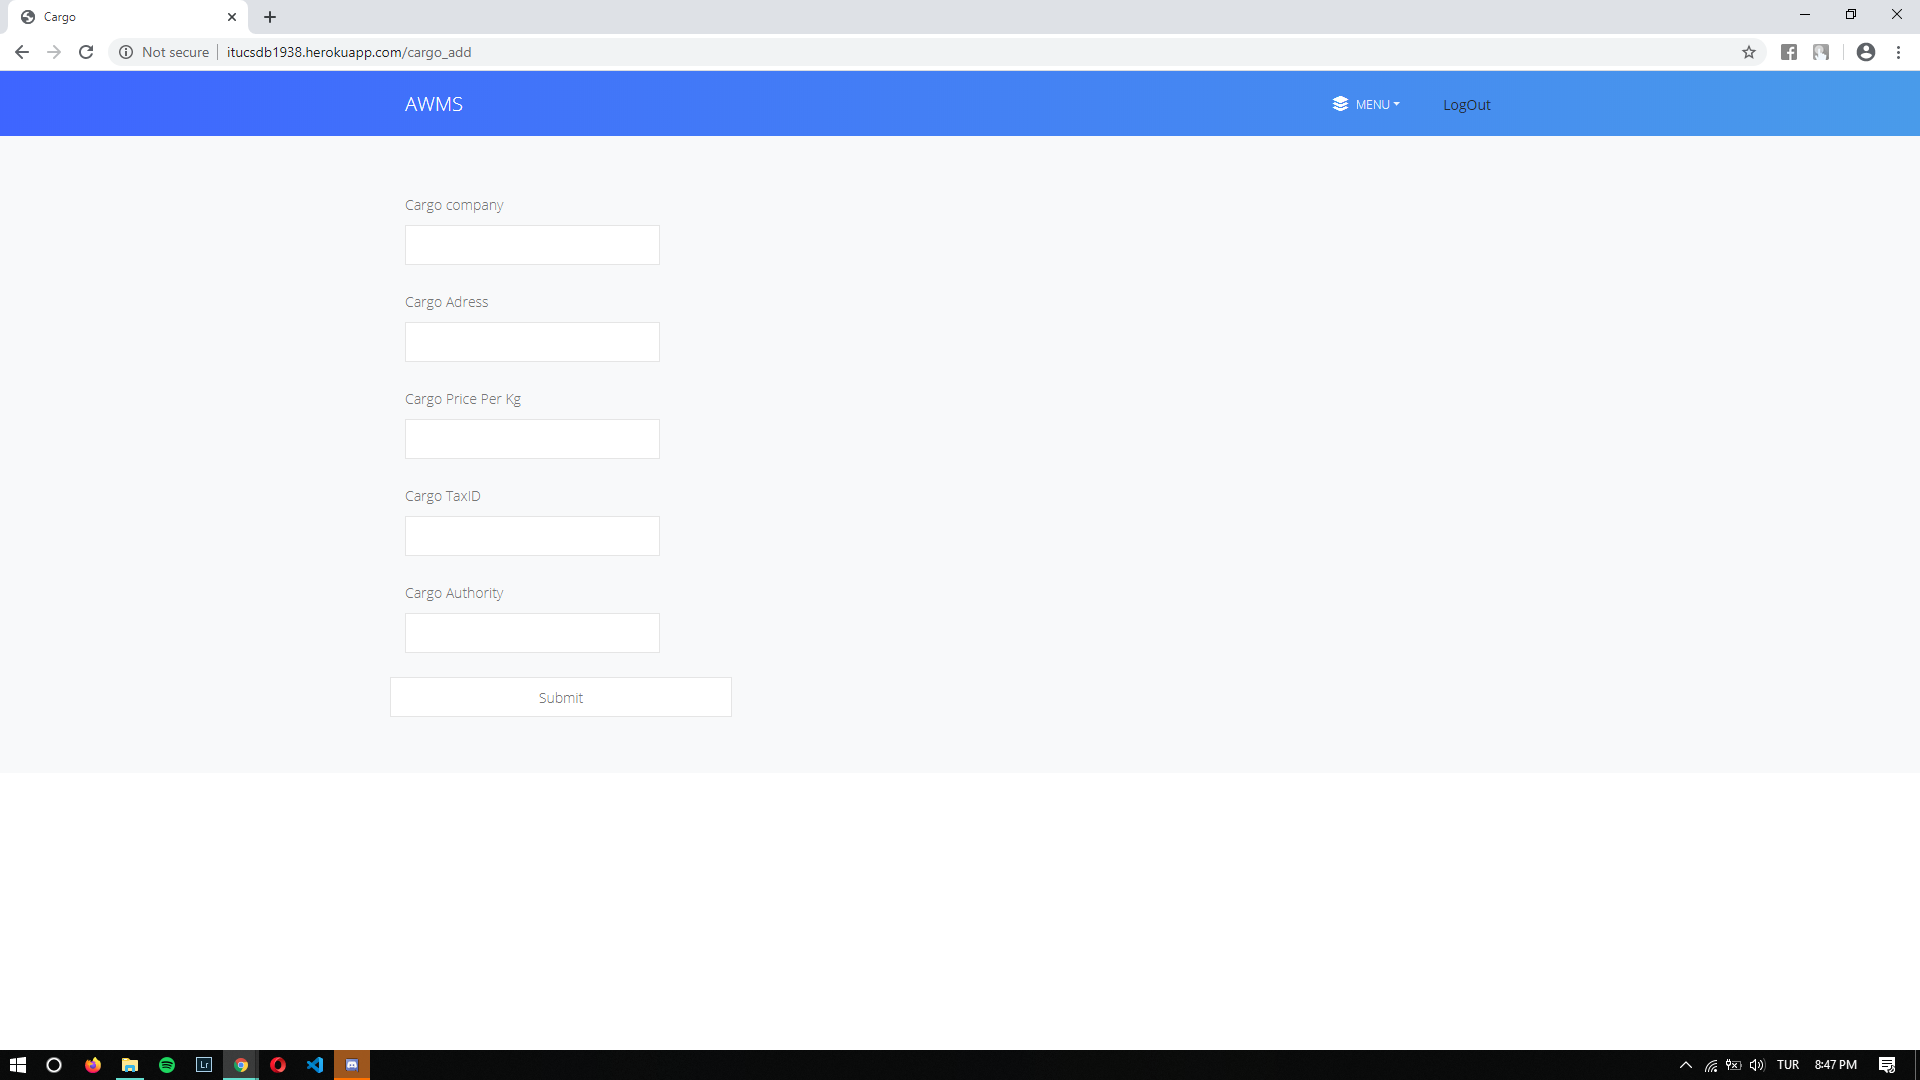 Cargo
Not secure
itucsdb1938.herokuapp.com/cargo_add
AWMS
MENU
LogOut
Cargo company
Cargo Adress
Cargo Price Per Kg
Cargo TaxID
Cargo Authority
Submit
Lr
TUR
8:47 PM